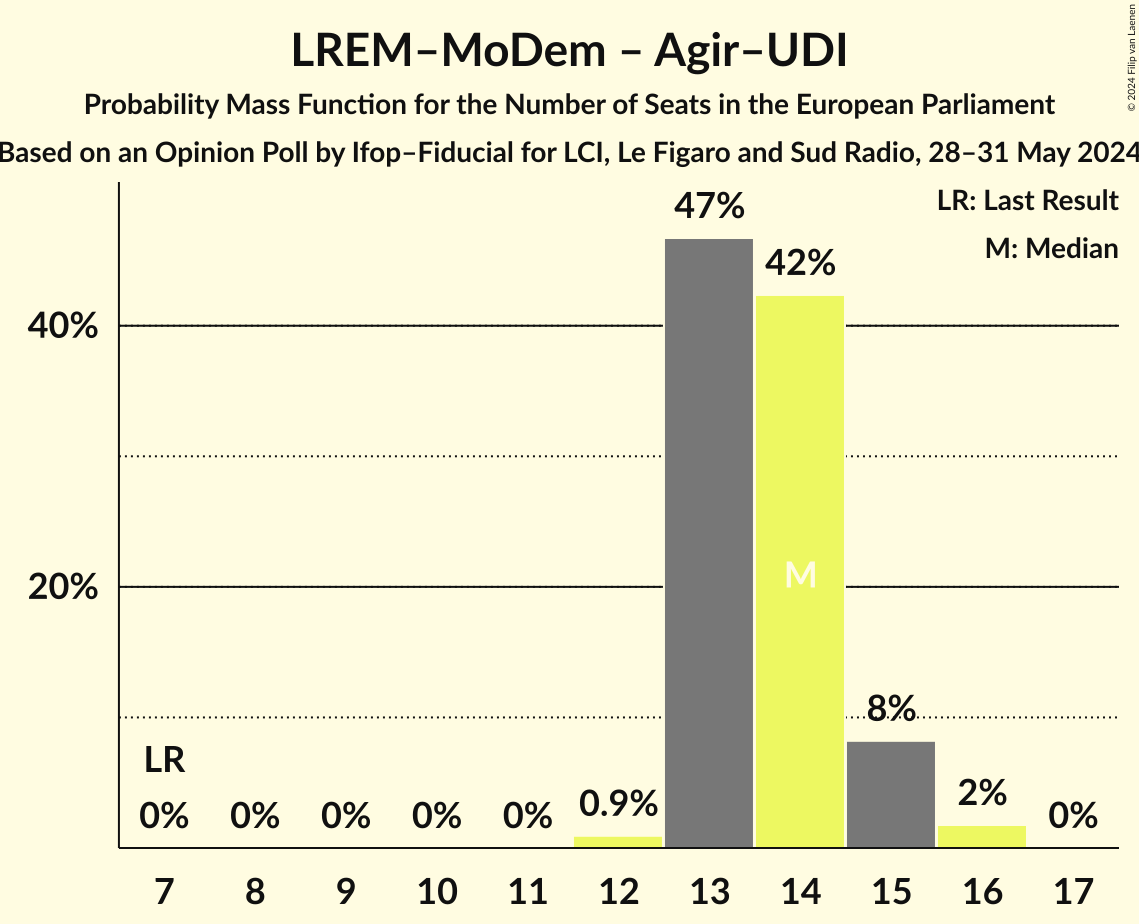 LREM–MoDem – Agir–UDI
Probability Mass Function for the Number of Seats in the European Parliament
Based on an Opinion Poll by Ifop–Fiducial for LCI, Le Figaro and Sud Radio, 28–31 May 2024
© 2024 Filip van Laenen
LR: Last Result
M: Median
47%
42%
40%
M
20%
8%
LR
0% 0% 0% 0% 0% 0.9% 2% 0%
7 8 9 10 11 12 13 14 15 16 17